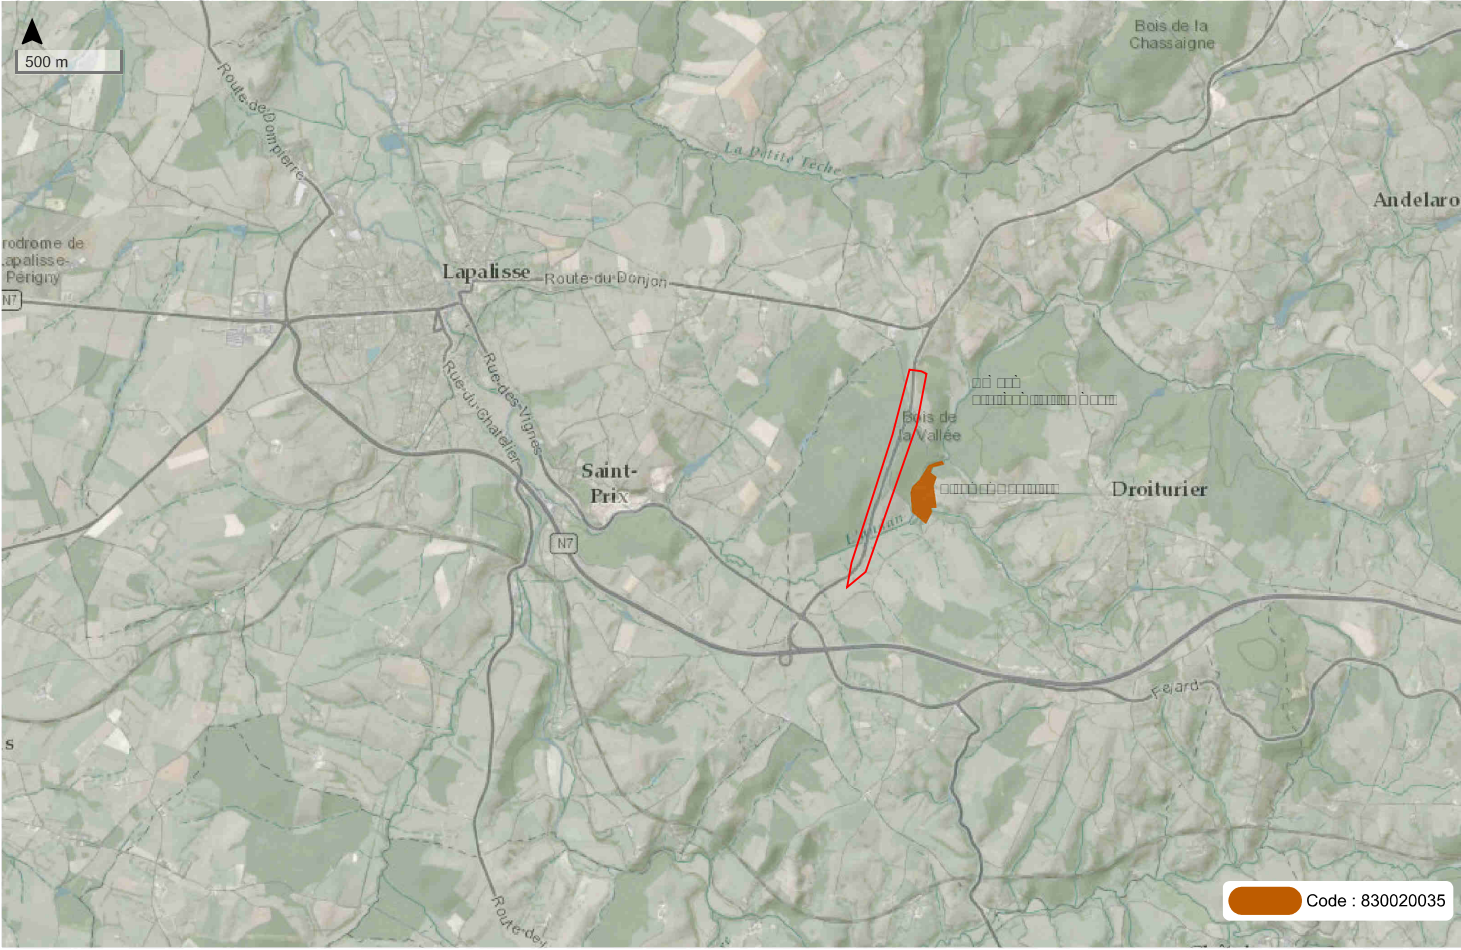 Bois de la
Chassaigne
500 m
Route de Dompierre
La Petite Teche
Andelaro
rodrome de
apalisse-
Périgny
Lapalisse
Route du Donjon
N7
Rue des Vignes
Rue du Chatelier
Bois de
la Vallée
Saint-
Prix
Droiturier
N7
Fejard
s
Route de
Code : 830020035